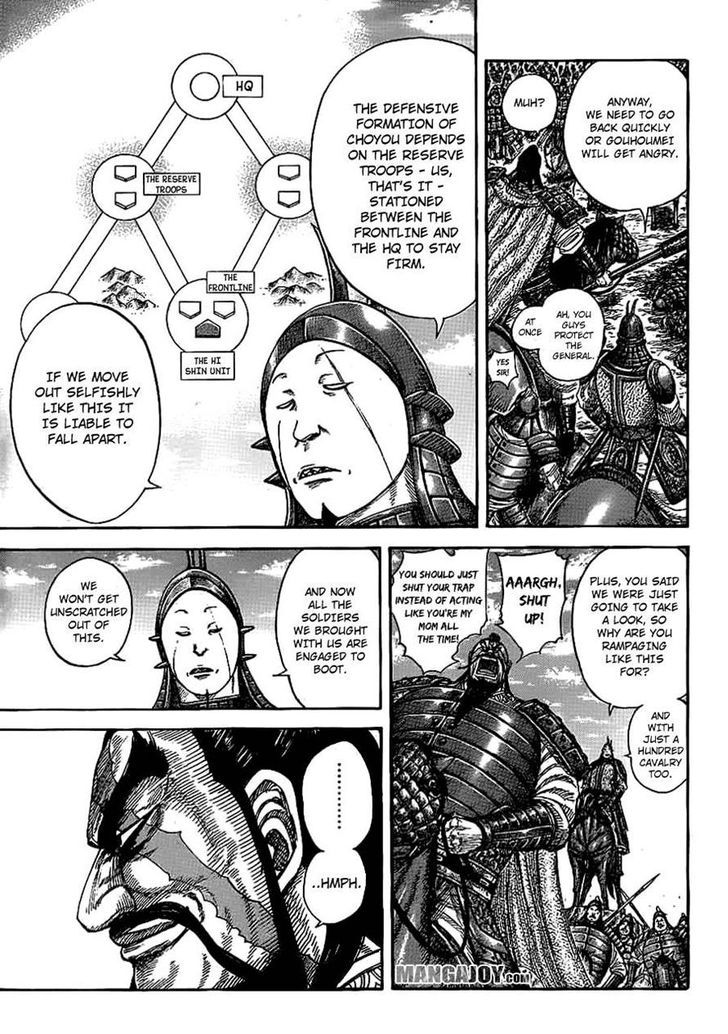 ANYWAY,
WE NEED TO GO
BACK QUICKLY
OR GOUHOUMEI
WILL GET ANGRY.
MUH?
AH, YOU
GUYS
PROTECT
THE
GENERAL.
AT
ONCE
YES
SIR!
THE DEFENSIVE
FORMATION OF
CHOYOU DEPENDS
ON THE RESERVE
TROOPS - US,
THAT'S IT -
STATIONED
BETWEEN THE
FRONTLINE AND
THE HQ TO STAY
FIRM.
HQ
THE RESERVE
TROOPS
THE
FRONTLINE
THE HI
SHIN UNIT
IF WE MOVE
OUT SELFISHLY
LIKE THIS IT
IS LIABLE TO
FALL APART.
PLUS, YOU SAID
WE WERE JUST
GOING TO TAKE
A LOOK, SO
WHY ARE YOU
RAMPAGING
LIKE THIS
FOR?
AND
WITH
JUST A
HUNDRED
CAVALRY
TOO.
AAARGH,
SHUT
UP!
YOU SHOULD JUST
SHUT YOUR TRAP
INSTEAD OF ACTING
LIKE YOU'RE MY
MOM ALL
THE TIME!
AND NOW
ALL THE
SOLDIERS
WE BROUGHT
WITH US ARE
ENGAGED TO
BOOT.
WE
WON'T GET
UNSCRATCHED
OUT OF
THIS.
.........
..HMPH.
MANGAJOY.com